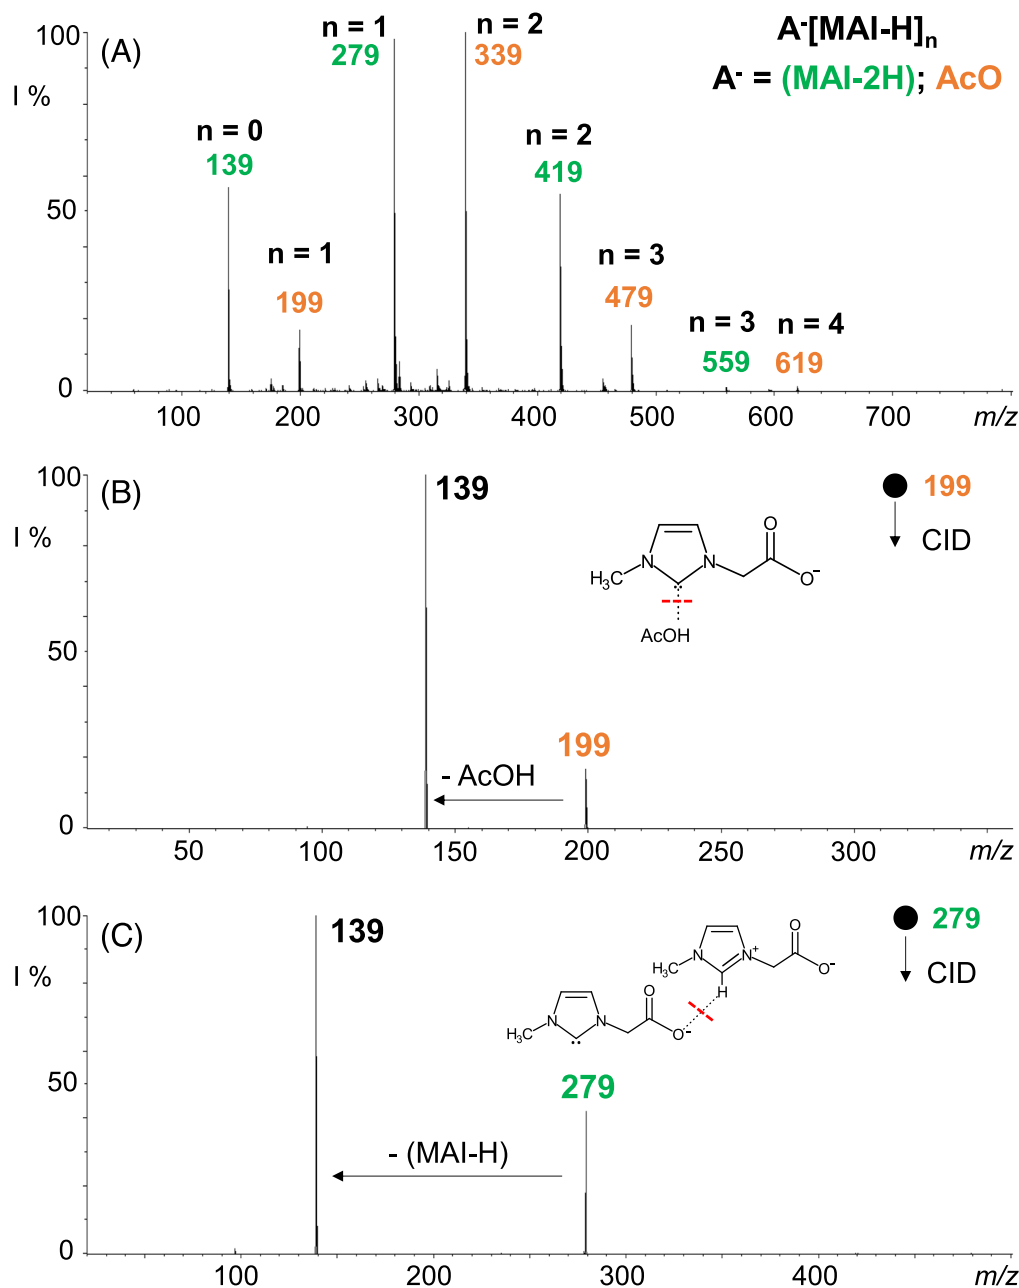 (A)
I %
100
50
0
n = 0
139
n = 1
199
n = 1
279
n = 2
339
n = 2
419
n = 3
479
n = 3
559
n = 4
619
A⁻[MAI-H]ₙ
A⁻ = (MAI-2H); AcO
100 200 300 400 500 600 700 m/z
(B)
I %
100
50
0
139
199
- AcOH
199
CID
H₃C N N O O⁻
AcOH
50 100 150 200 250 300 m/z
(C)
I %
100
50
0
139
279
- (MAI-H)
279
CID
H₃C N N⁺ O O⁻
H
H₃C N N O O⁻
100 200 300 400 m/z